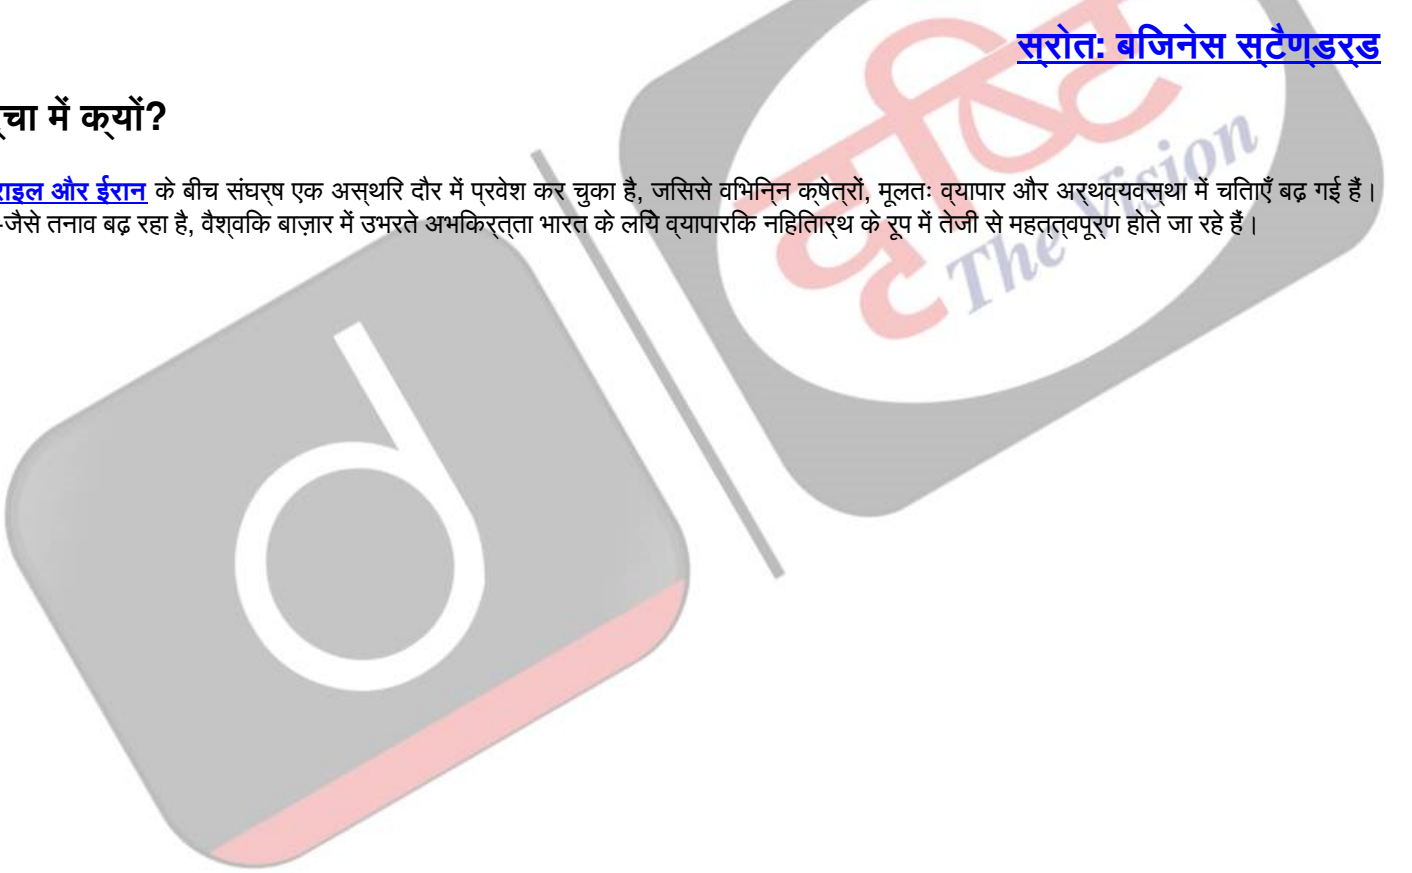 स्रोत: बिजनेस स्टैण्डर्ड
्चा में क्यों?
राइल और ईरान के बीच संघर्ष एक अस्थिर दौर में प्रवेश कर चुका है, जिससे विभिन्न क्षेत्रों, मूलतः व्यापार और अर्थव्यवस्था में चिंताएँ बढ़ गई हैं।
-जैसे तनाव बढ़ रहा है, वैश्विक बाज़ार में उभरते अभिकर्त्ता भारत के लिये व्यापारिक निहितार्थ के रूप में तेजी से महत्त्वपूर्ण होते जा रहे हैं।
दृष्टि
The Vision
d